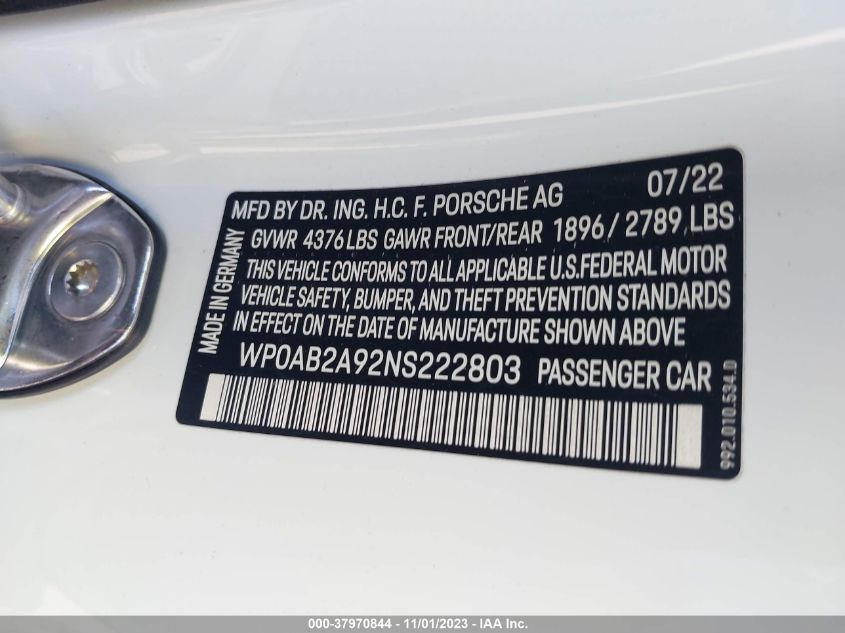 07/22
MFD BY DR. ING. H.C. F. PORSCHE AG
GVWR 4376 LBS GAWR FRONT/REAR 1896 / 2789 LBS
THIS VEHICLE CONFORMS TO ALL APPLICABLE U.S. FEDERAL MOTOR
VEHICLE SAFETY, BUMPER, AND THEFT PREVENTION STANDARDS
IN EFFECT ON THE DATE OF MANUFACTURE SHOWN ABOVE
WP0AB2A92NS222803 PASSENGER CAR
MADE IN GERMANY
992.010.534.0
000-37970844 - 11/01/2023 - IAA Inc.